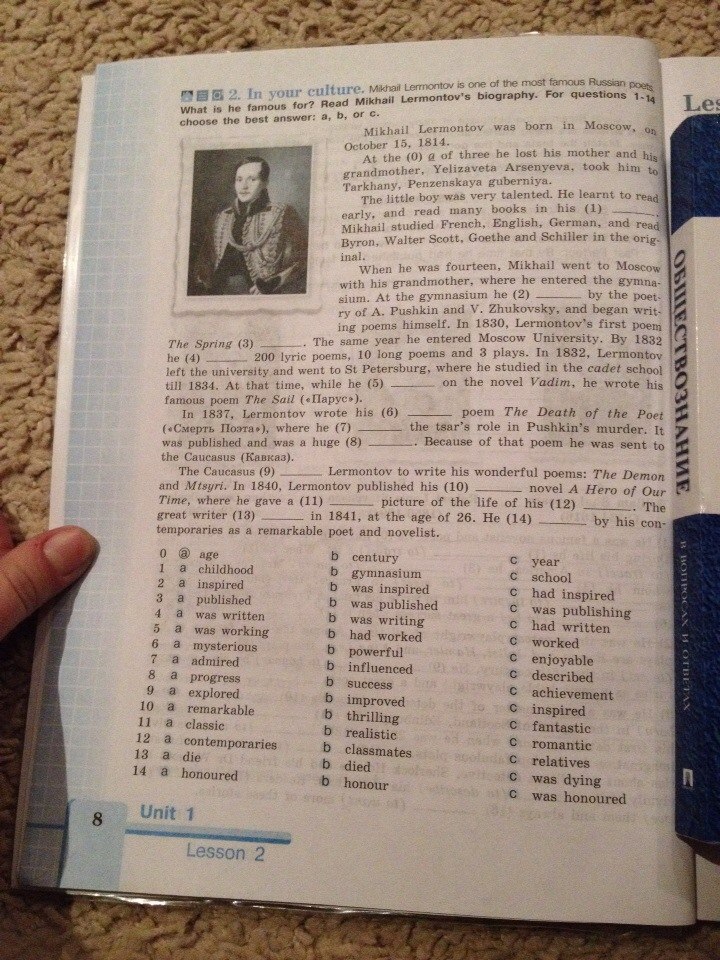 2. In your culture. Mikhail Lermontov is one of the most famous Russian poets.
What is he famous for? Read Mikhail Lermontov's biography. For questions 1-14
choose the best answer: a, b, or c.
Mikhail Lermontov was born in Moscow, on
October 15, 1814.
At the (0) a of three he lost his mother and his
grandmother, Yelizaveta Arsenyeva, took him to
Tarkhany, Penzenskaya guberniya.
The little boy was very talented. He learnt to read
early, and read many books in his (1) ______.
Mikhail studied French, English, German, and read
Byron, Walter Scott, Goethe and Schiller in the orig-
inal.
When he was fourteen, Mikhail went to Moscow
with his grandmother, where he entered the gymna-
sium. At the gymnasium he (2) ______ by the poet-
ry of A. Pushkin and V. Zhukovsky, and began writ-
ing poems himself. In 1830, Lermontov's first poem
The Spring (3) ______. The same year he entered Moscow University. By 1832
he (4) ______ 200 lyric poems, 10 long poems and 3 plays. In 1832, Lermontov
left the university and went to St Petersburg, where he studied in the cadet school
till 1834. At that time, while he (5) ______ on the novel Vadim, he wrote his
famous poem The Sail («Парус»).
In 1837, Lermontov wrote his (6) ______ poem The Death of the Poet
(«Смерть Поэта»), where he (7) ______ the tsar's role in Pushkin's murder. It
was published and was a huge (8) ______. Because of that poem he was sent to
the Caucasus (Кавказ).
The Caucasus (9) ______ Lermontov to write his wonderful poems: The Demon
and Mtsyri. In 1840, Lermontov published his (10) ______ novel A Hero of Our
Time, where he gave a (11) ______ picture of the life of his (12) ______. The
great writer (13) ______ in 1841, at the age of 26. He (14) ______ by his con-
temporaries as a remarkable poet and novelist.
0 a age b century c year
1 a childhood b gymnasium c school
2 a inspired b was inspired c had inspired
3 a published b was published c was publishing
4 a was written b was writing c had written
5 a was working b had worked c worked
6 a mysterious b powerful c enjoyable
7 a admired b influenced c described
8 a progress b success c achievement
9 a explored b improved c inspired
10 a remarkable b thrilling c fantastic
11 a classic b realistic c romantic
12 a contemporaries b classmates c relatives
13 a die b died c was dying
14 a honoured b honour c was honoured
8 Unit 1
Lesson 2
Les
ОБЩЕСТВОЗНАНИЕ
В ВОПРОСАХ И ОТВЕТАХ